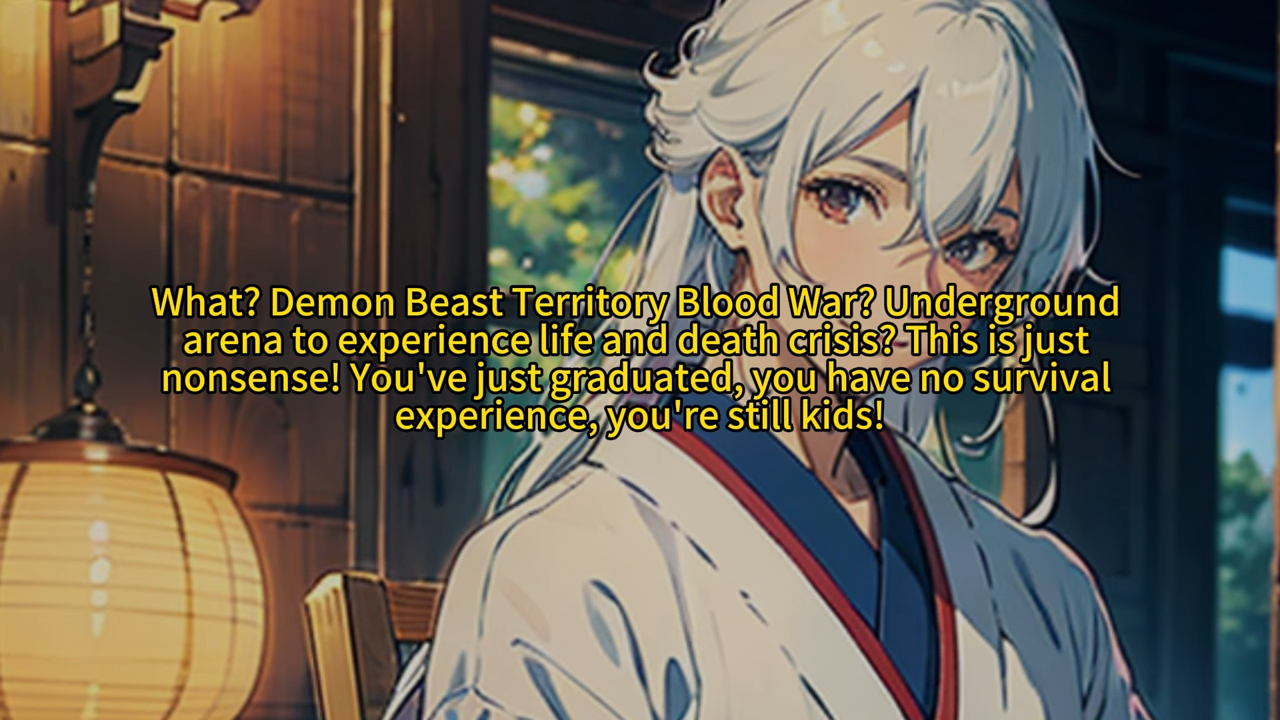 What? Demon Beast Territory Blood War? Underground
arena to experience life and death crisis? This is just
nonsense! You've just graduated, you have no survival
experience, you're still kids!